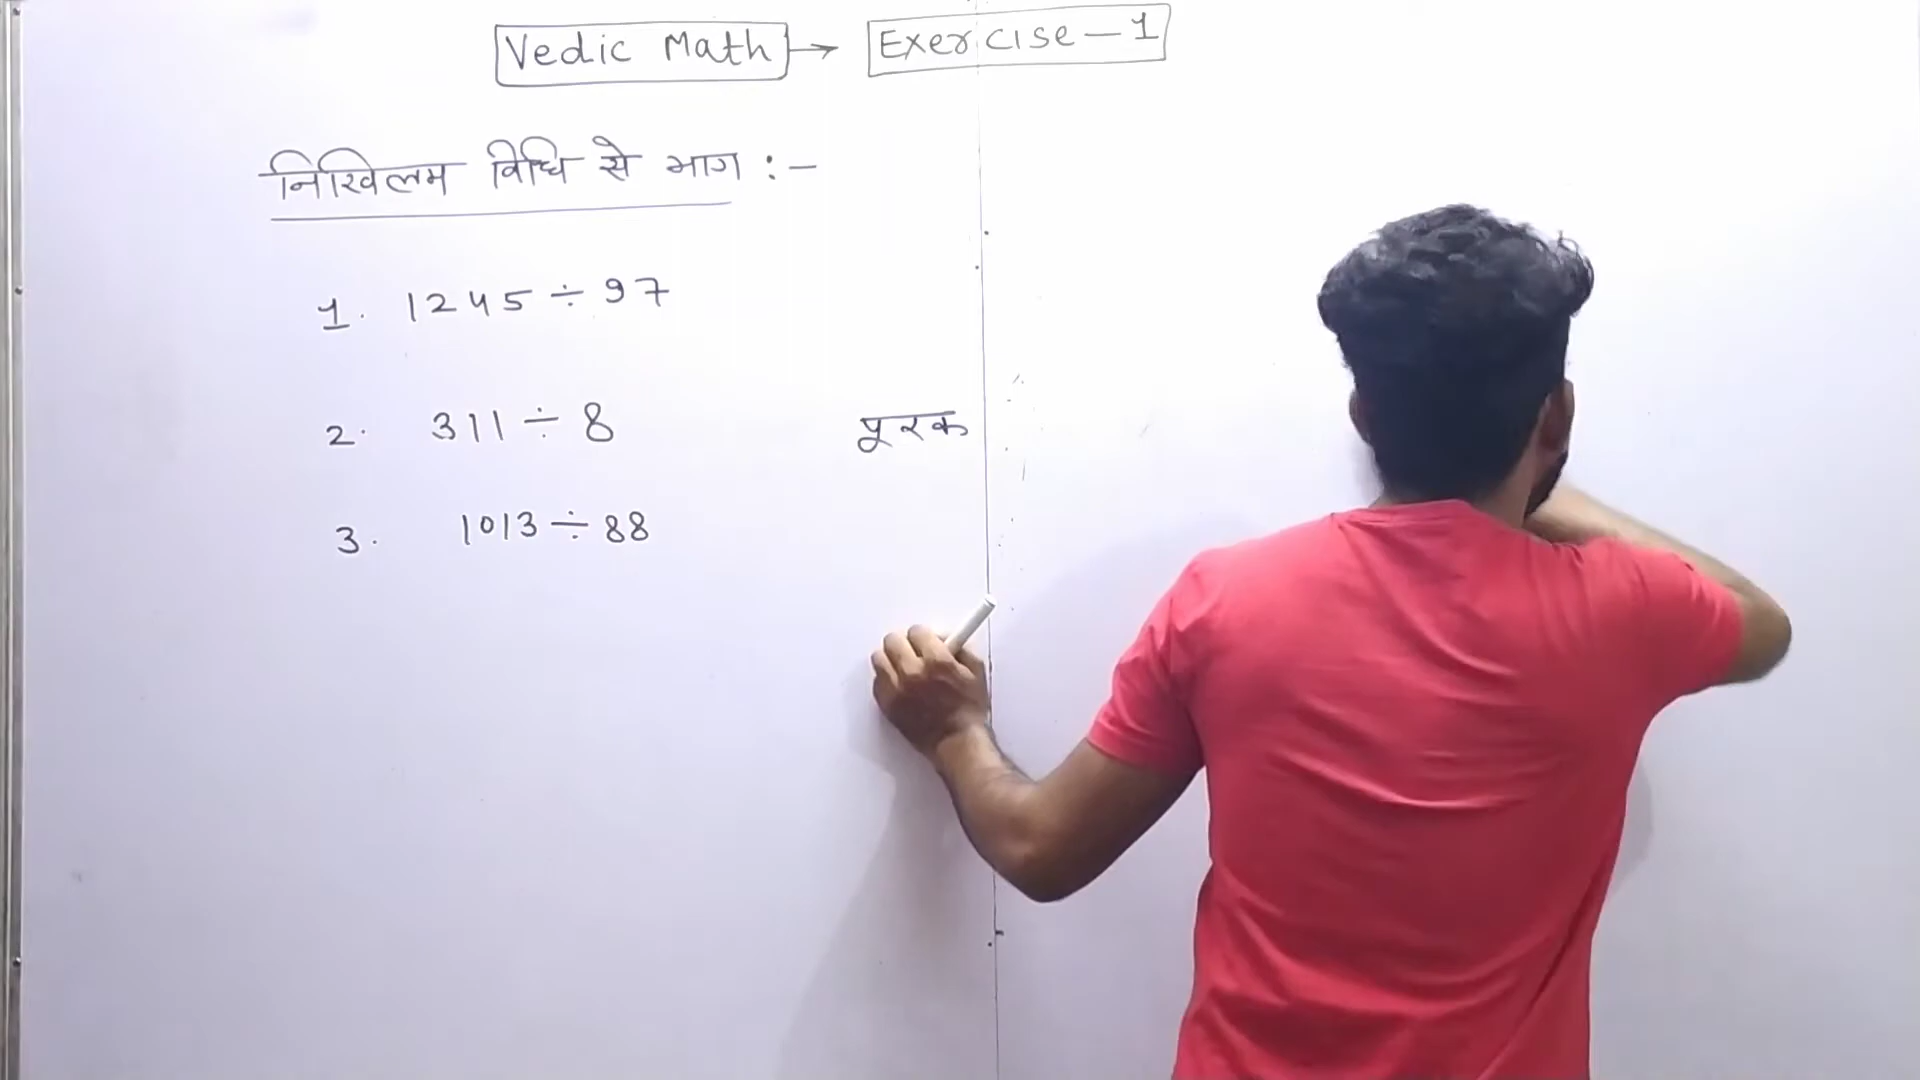 Vedic Math → Exercise-1
निखिलम विधि से भाग :-
1. 1245 ÷ 97
2. 311 ÷ 8
पूरक
3. 1013 ÷ 88